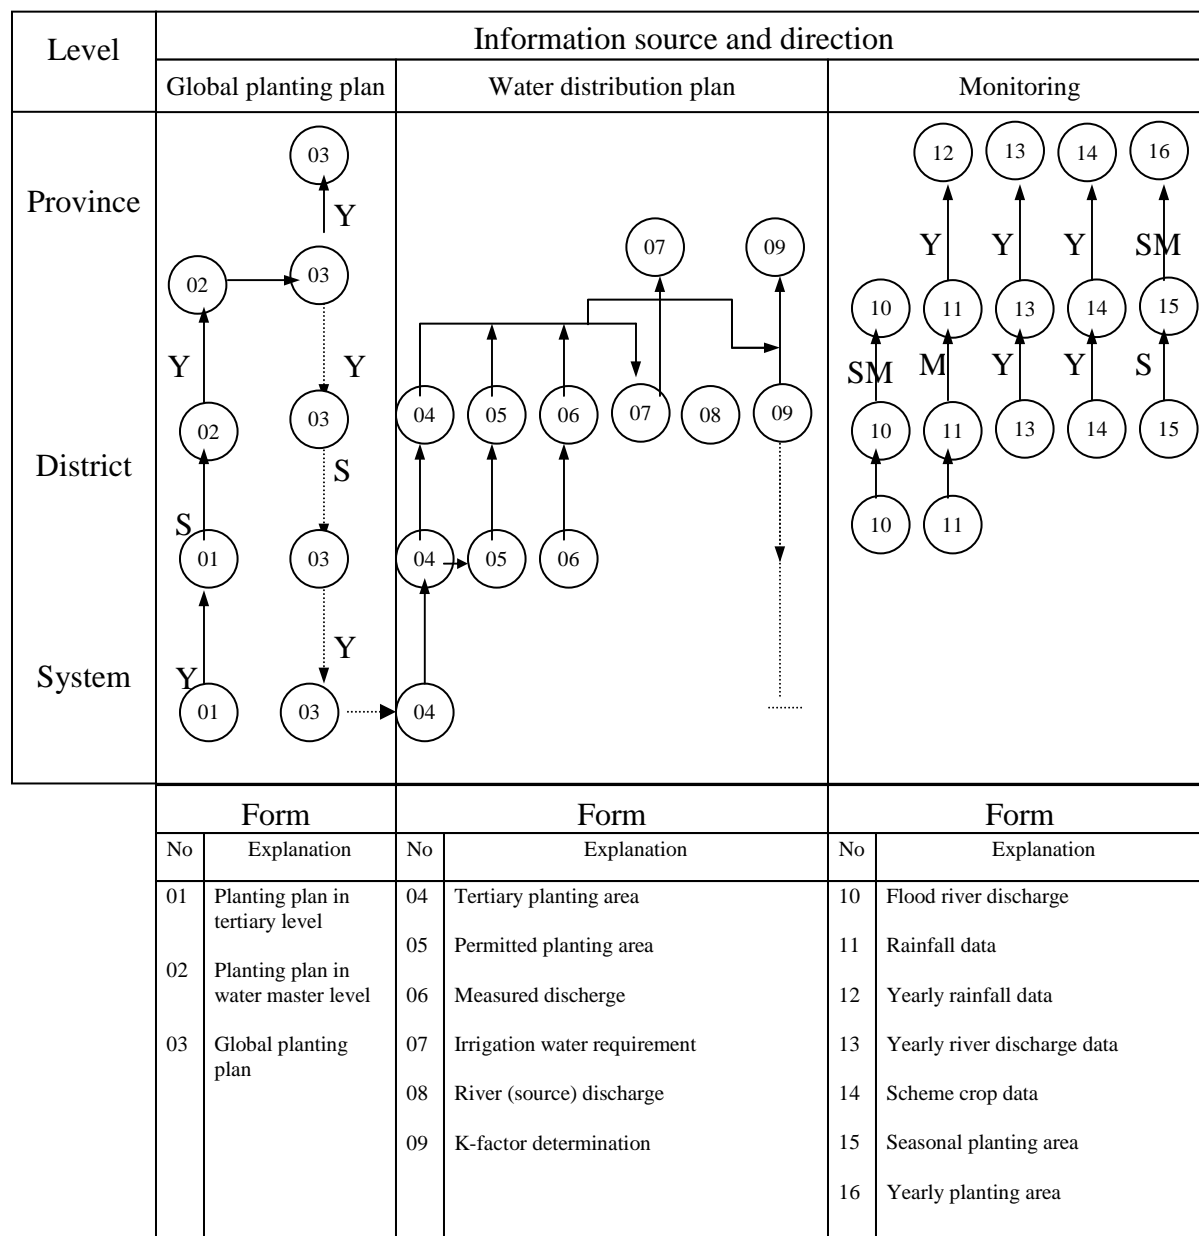 Level
Information source and direction
Global planting plan
Water distribution plan
Monitoring
Province
District
System
03
Y
02
03
Y
Y
02
03
S
S
01
03
Y
Y
01
03
07
09
04
05
06
07
08
09
04
05
06
04
12
13
14
16
Y
Y
Y
SM
10
11
13
14
15
SM
M
Y
Y
S
10
11
13
14
15
10
11
Form
No
Explanation
01
Planting plan in
tertiary level
02
Planting plan in
water master level
03
Global planting
plan
Form
No
Explanation
04
Tertiary planting area
05
Permitted planting area
06
Measured discherge
07
Irrigation water requirement
08
River (source) discharge
09
K-factor determination
Form
No
Explanation
10
Flood river discharge
11
Rainfall data
12
Yearly rainfall data
13
Yearly river discharge data
14
Scheme crop data
15
Seasonal planting area
16
Yearly planting area